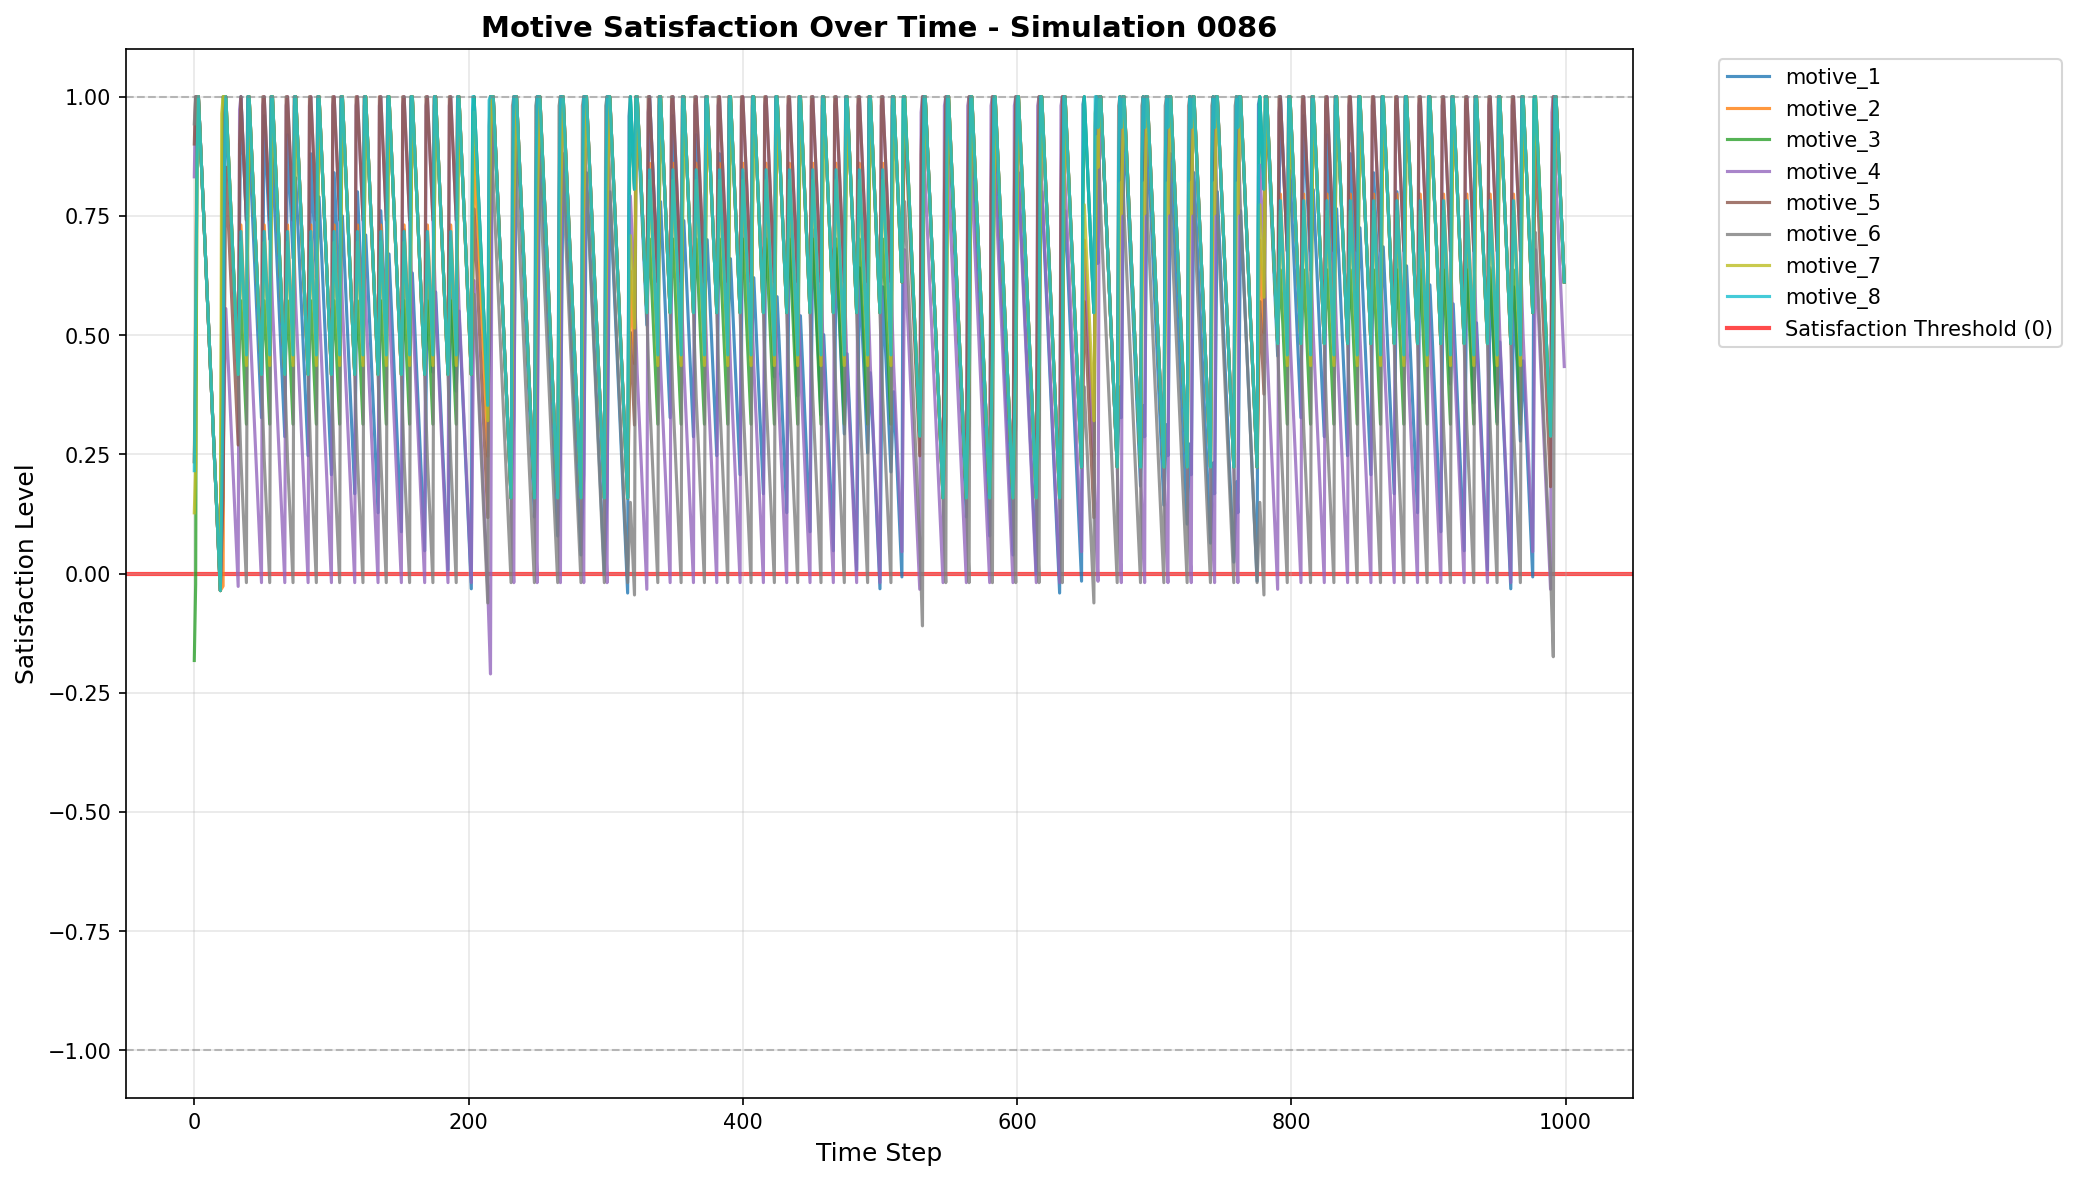 Motive Satisfaction Over Time - Simulation 0086
1.00
0.75
0.50
0.25
0.00
−0.25
−0.50
−0.75
−1.00
Satisfaction Level
0
200
400
600
800
1000
Time Step
motive_1
motive_2
motive_3
motive_4
motive_5
motive_6
motive_7
motive_8
Satisfaction Threshold (0)